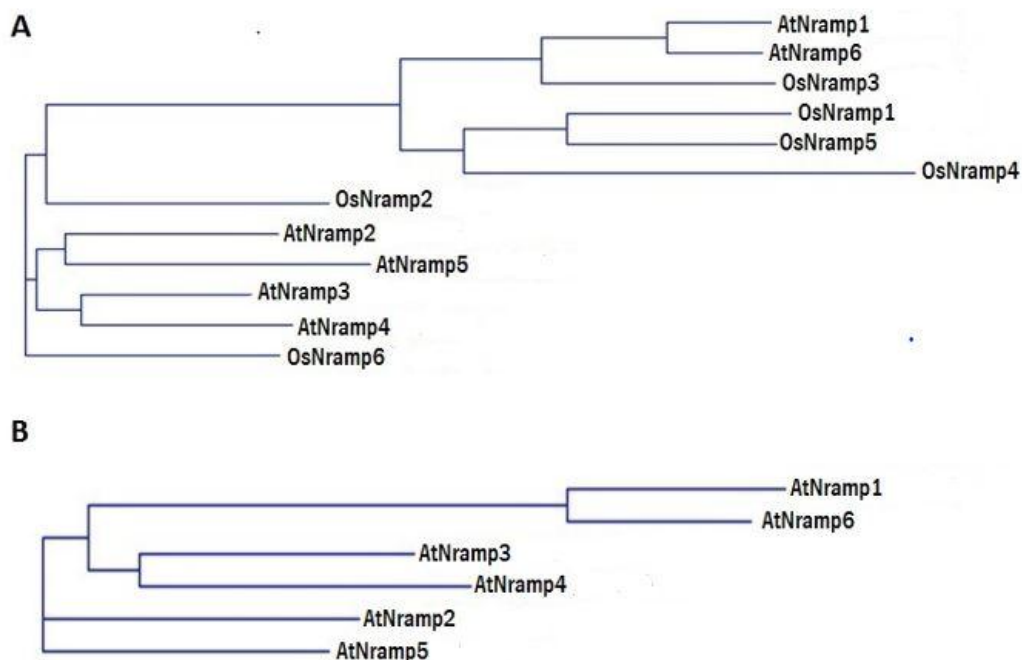 A
AtNramp1
AtNramp6
OsNramp3
OsNramp1
OsNramp5
OsNramp4
OsNramp2
AtNramp2
AtNramp5
AtNramp3
AtNramp4
OsNramp6
B
AtNramp1
AtNramp6
AtNramp3
AtNramp4
AtNramp2
AtNramp5